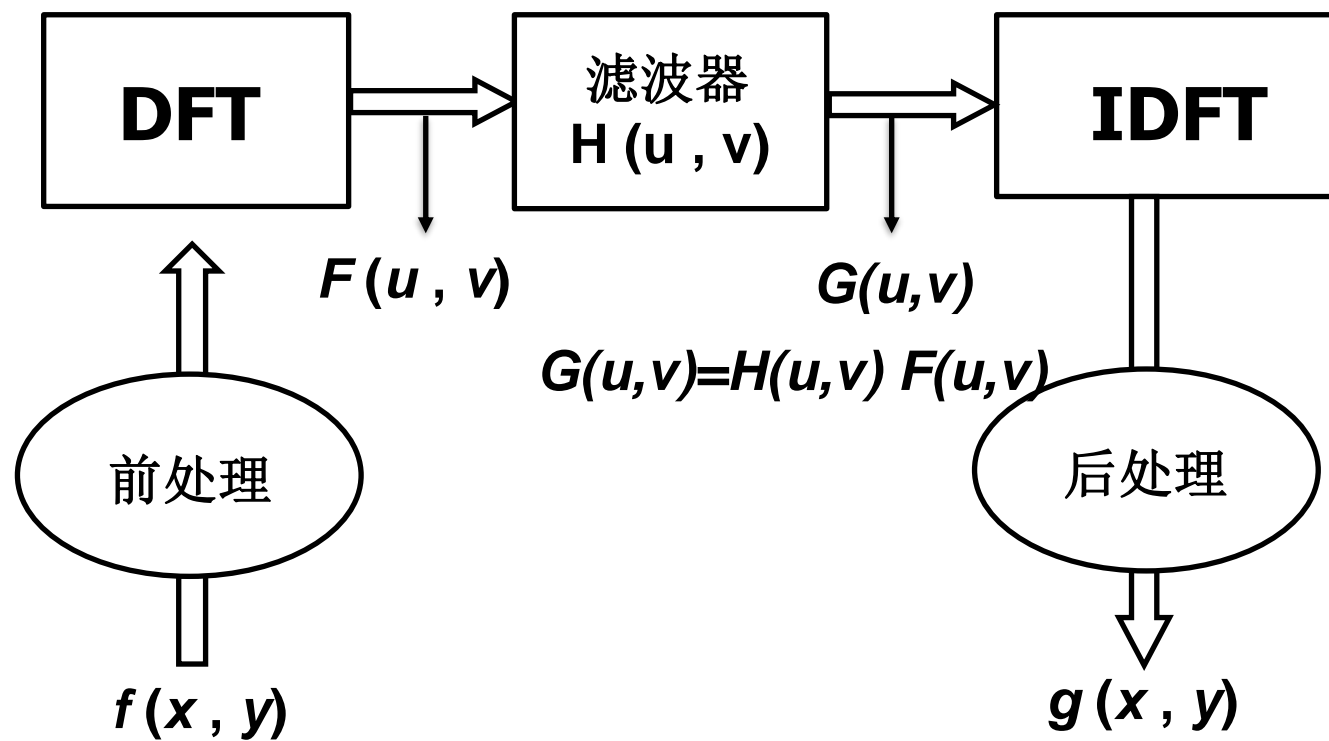 DFT
滤波器
H (u , v)
IDFT
F (u , v)
G(u,v)
G(u,v)=H(u,v) F(u,v)
前处理
后处理
f (x , y)
g (x , y)